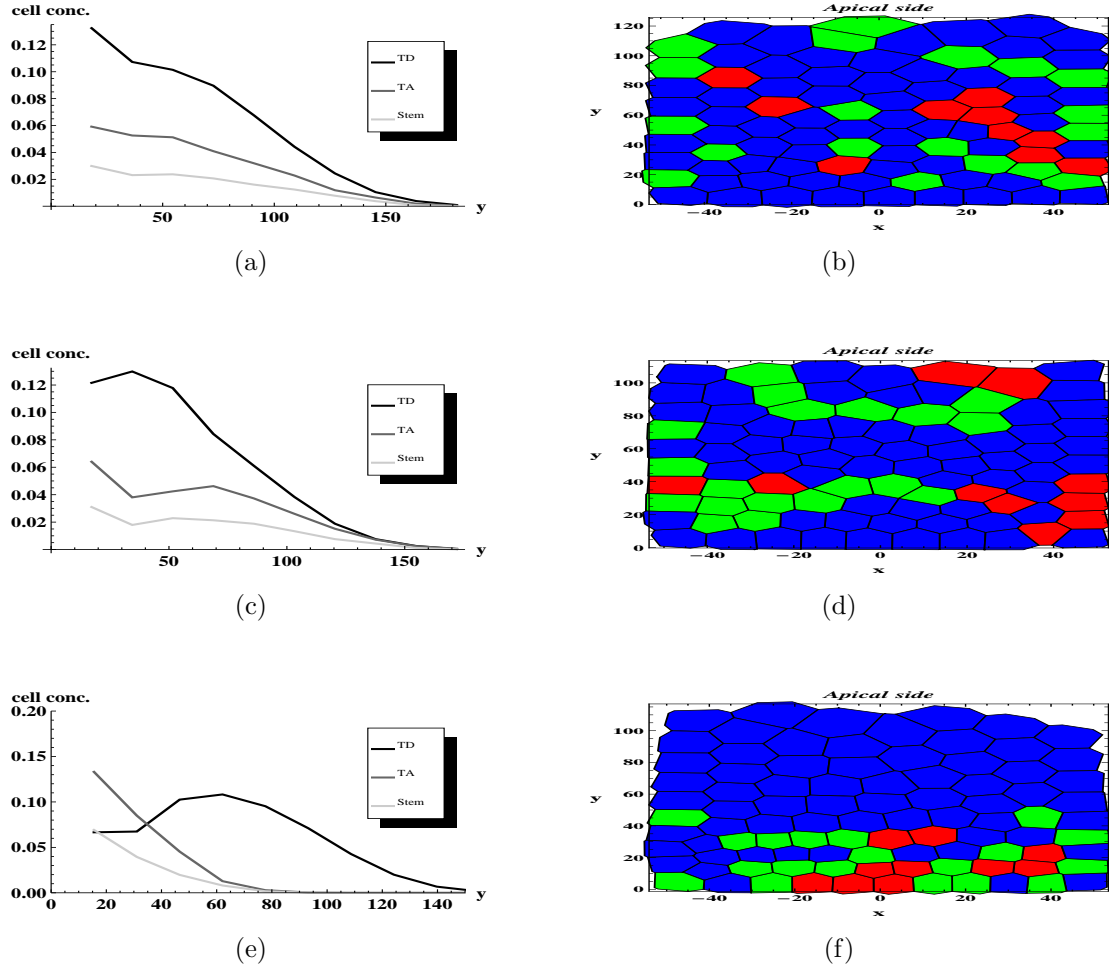 cell conc.
0.12
0.10
0.08
0.06
0.04
0.02
50
100
150
y
TD
TA
Stem
(a)
Apical side
120
100
80
60
40
20
0
y
−40
−20
0
20
40
x
(b)
cell conc.
0.12
0.10
0.08
0.06
0.04
0.02
50
100
150
y
TD
TA
Stem
(c)
Apical side
100
80
60
40
20
0
y
−40
−20
0
20
40
x
(d)
cell conc.
0.20
0.15
0.10
0.05
0.00
0
20
40
60
80
100
120
140
y
TD
TA
Stem
(e)
Apical side
100
80
60
40
20
0
y
−40
−20
0
20
40
x
(f)